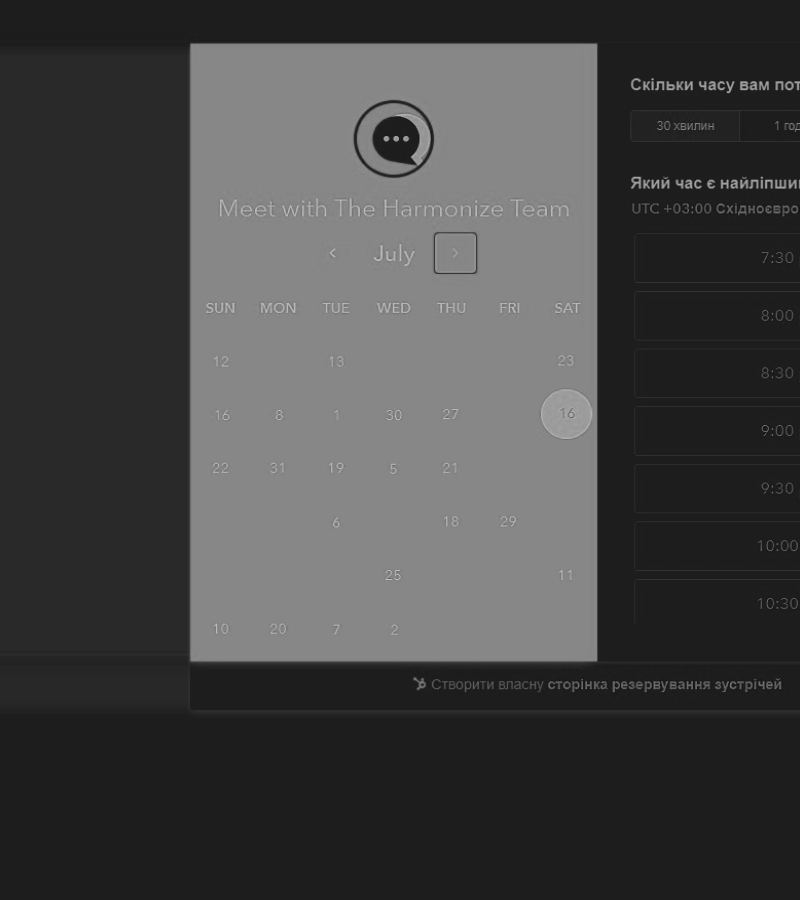 Meet with The Harmonize Team
July
SUN MON TUE WED THU FRI SAT
12 13 23
16 8 1 30 27 16
22 31 19 5 21
6 18 29
25 11
10 20 7 2
Скільки часу вам пот
30 хвилин 1 год
Який час є найліпши
UTC +03:00 Східноєвро
7:30
8:00
8:30
9:00
9:30
10:00
10:30
Створити власну сторінка резервування зустрічей